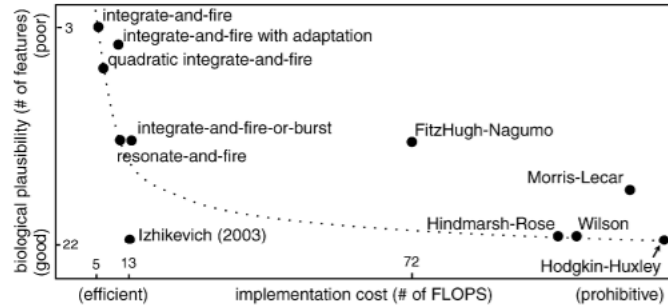 biological plausibility (# of features)
(poor)
(good)
3
22
integrate-and-fire
integrate-and-fire with adaptation
quadratic integrate-and-fire
integrate-and-fire-or-burst
resonate-and-fire
FitzHugh-Nagumo
Morris-Lecar
Hindmarsh-Rose
Wilson
Izhikevich (2003)
Hodgkin-Huxley
5
13
72
(efficient)
implementation cost (# of FLOPS)
(prohibitive)